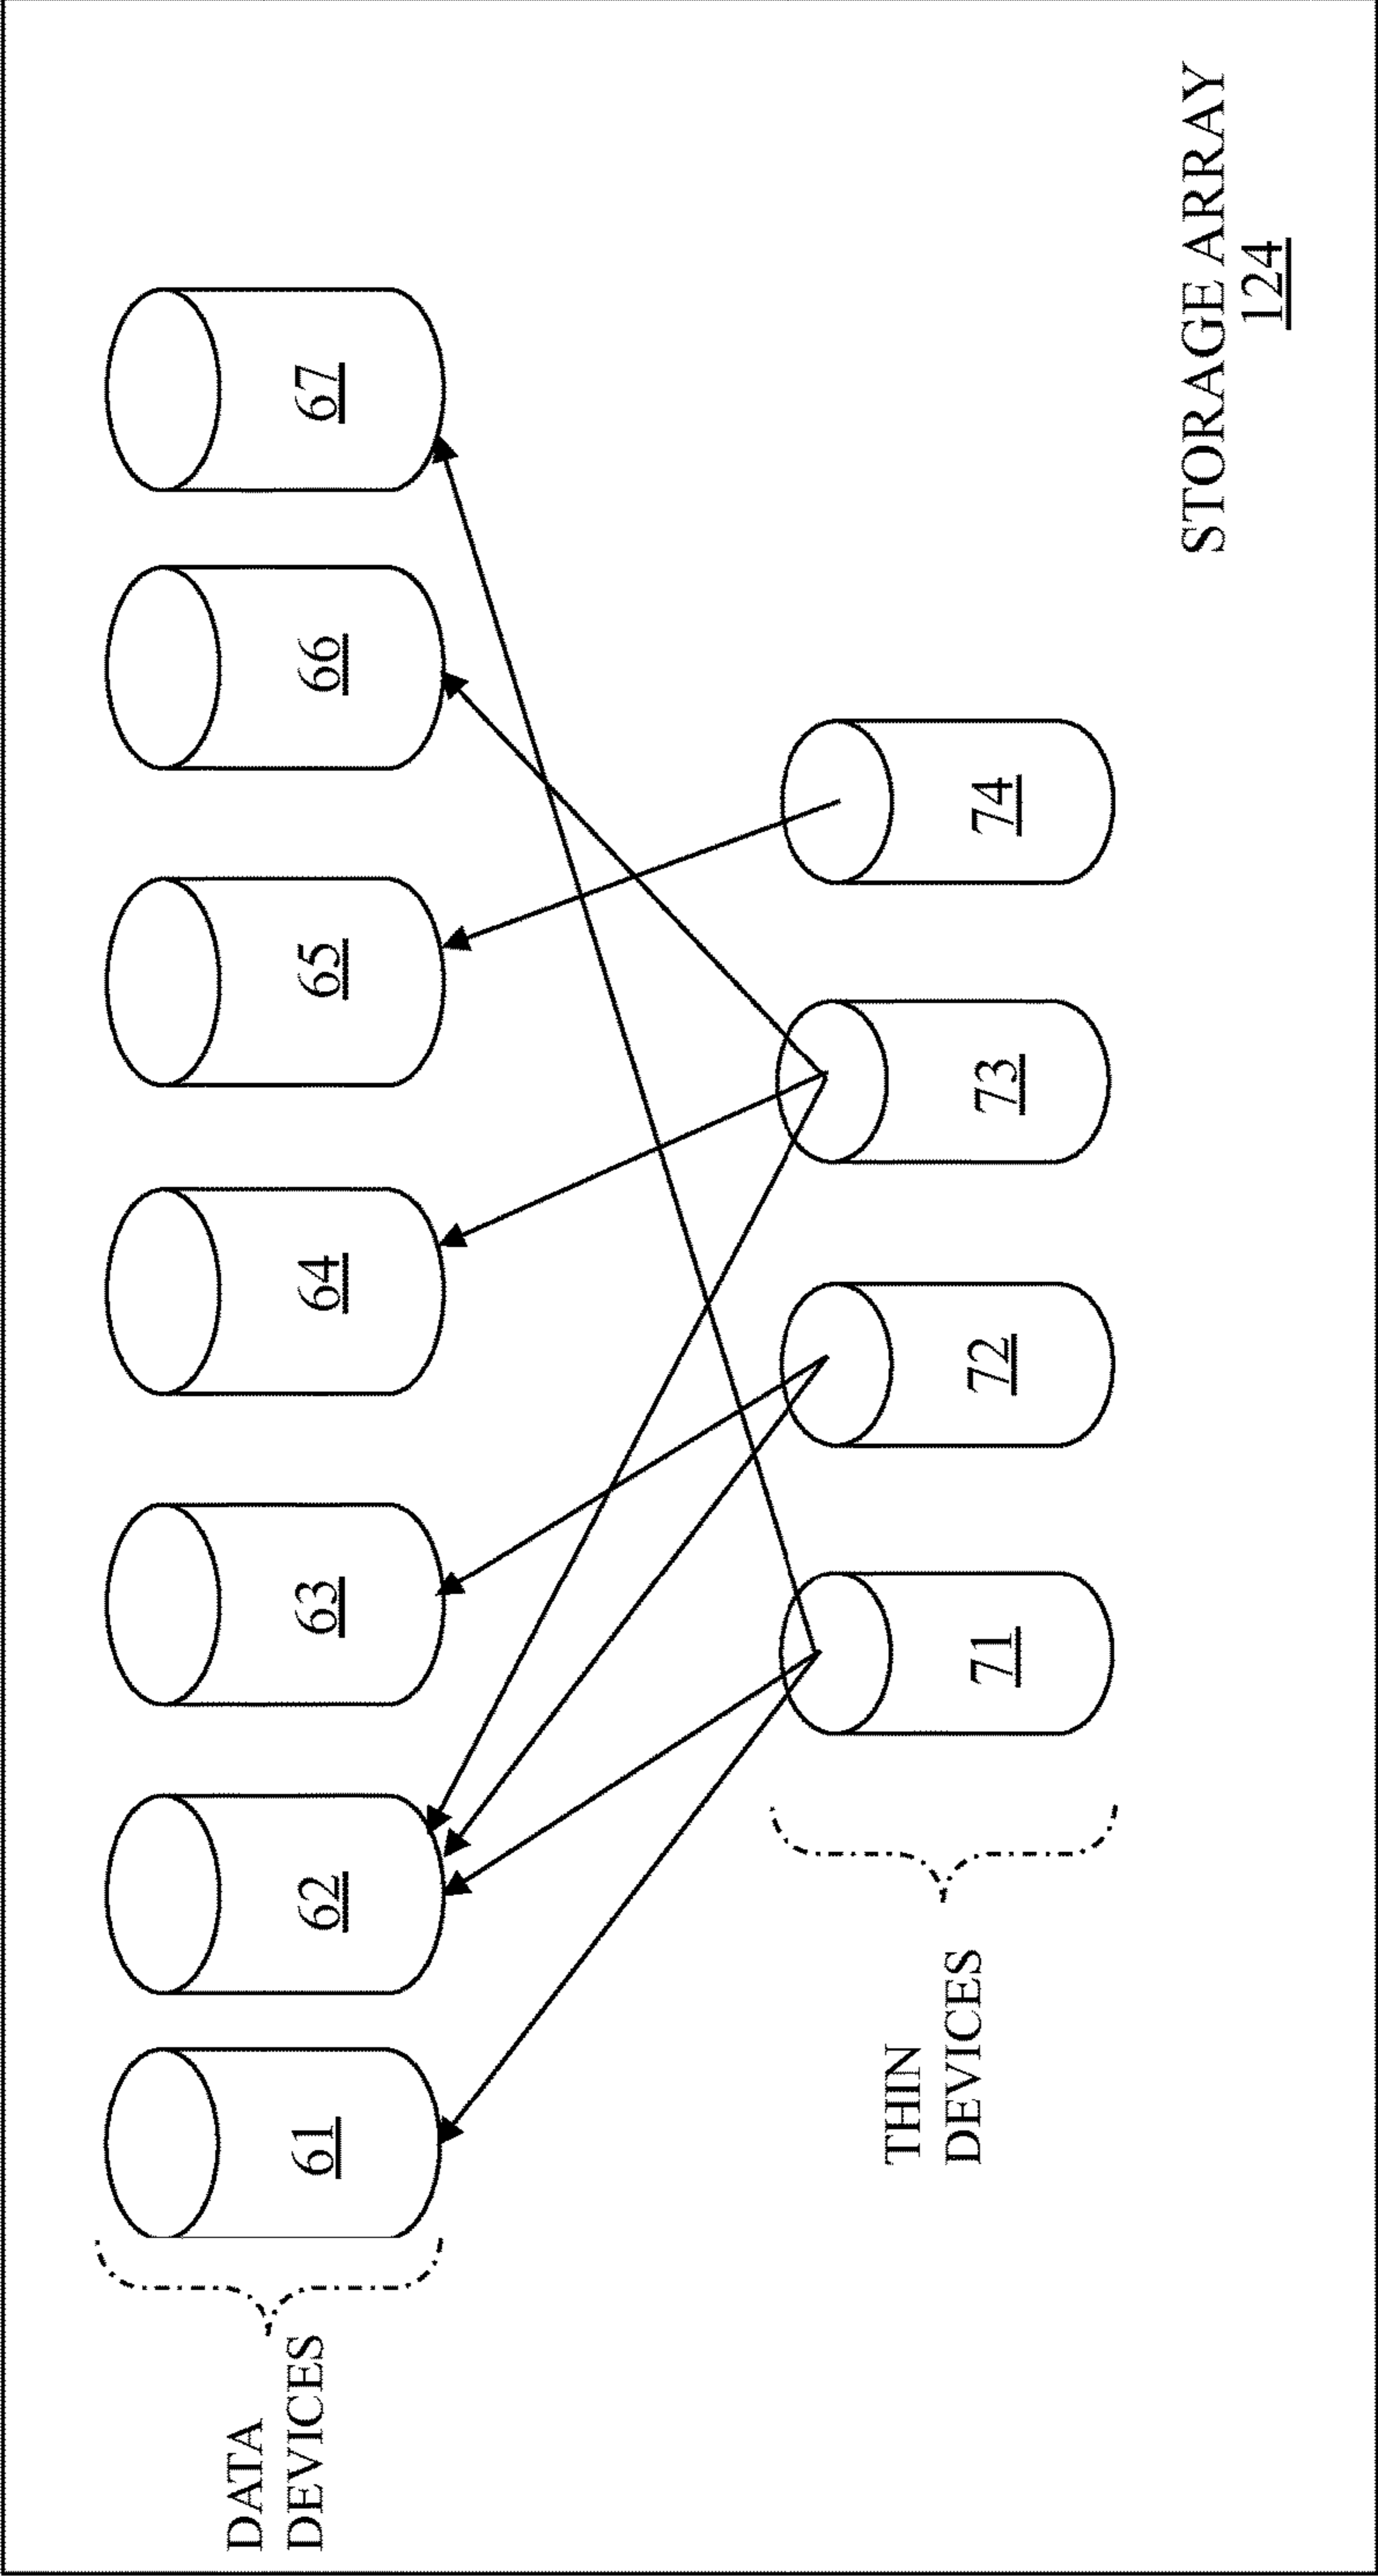 DATA
DEVICES
61
62
63
64
65
66
67
THIN
DEVICES
71
72
73
74
STORAGE ARRAY
124